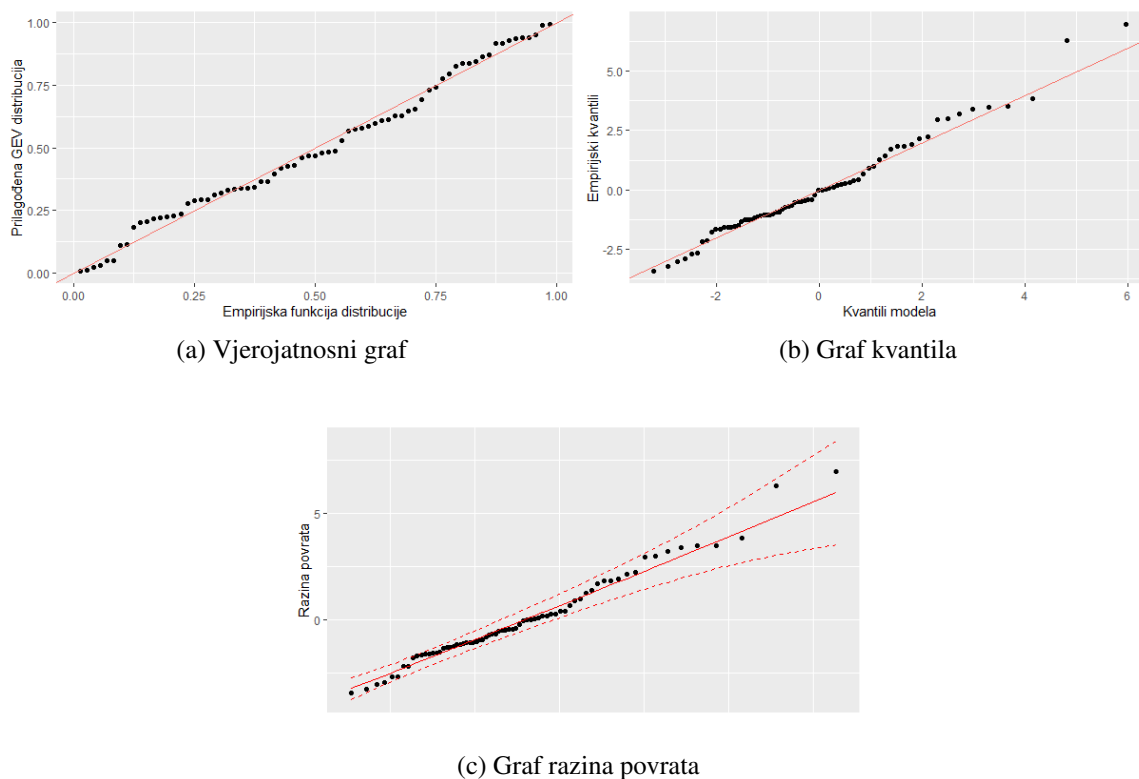 Prilagođena GEV distribucija
1.00
0.75
0.50
0.25
0.00
0.00 0.25 0.50 0.75 1.00
Empirijska funkcija distribucije
(a) Vjerojatnosni graf
Empirijski kvantili
5.0
2.5
0.0
-2.5
-2 0 2 4 6
Kvantili modela
(b) Graf kvantila
Razina povrata
5
0
(c) Graf razina povrata